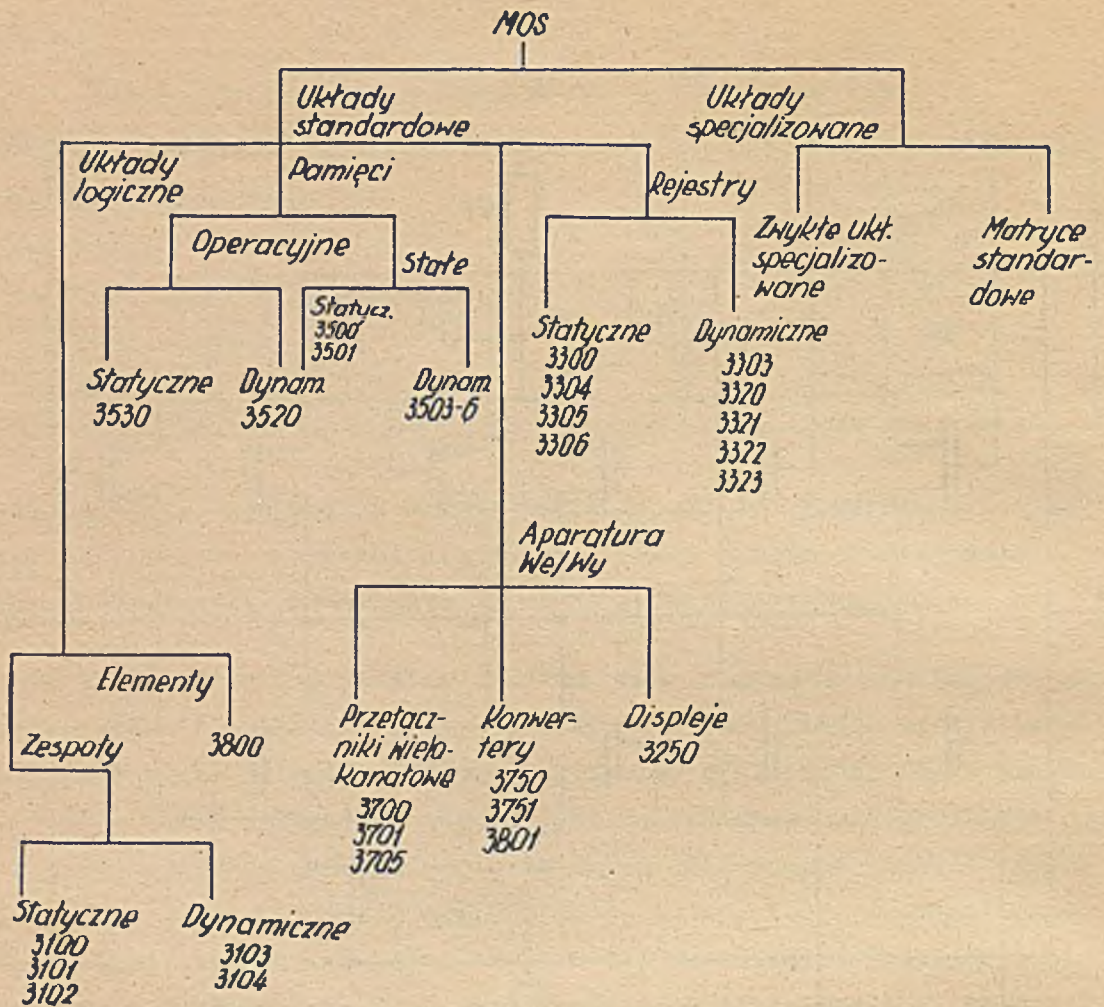 MOS
Układy
standardowe
Układy
specjalizowane
Układy
logiczne
Pamięci
Rejestry
Operacyjne
Stałe
Zwykłe ukł.
specjalizo-
wane
Matryce
standar-
dowe
Statyczne
3530
Dynam.
3520
Statycz.
3500
3501
Dynam.
3503-6
Statyczne
3300
3304
3305
3306
Dynamiczne
3303
3320
3321
3322
3323
Aparatura
We/Wy
Elementy
3800
Zespoły
Przełącz-
niki wielo-
kanałowe
3700
3701
3705
Konwer-
tery
3750
3751
3801
Displeje
3250
Statyczne
3100
3101
3102
Dynamiczne
3103
3104